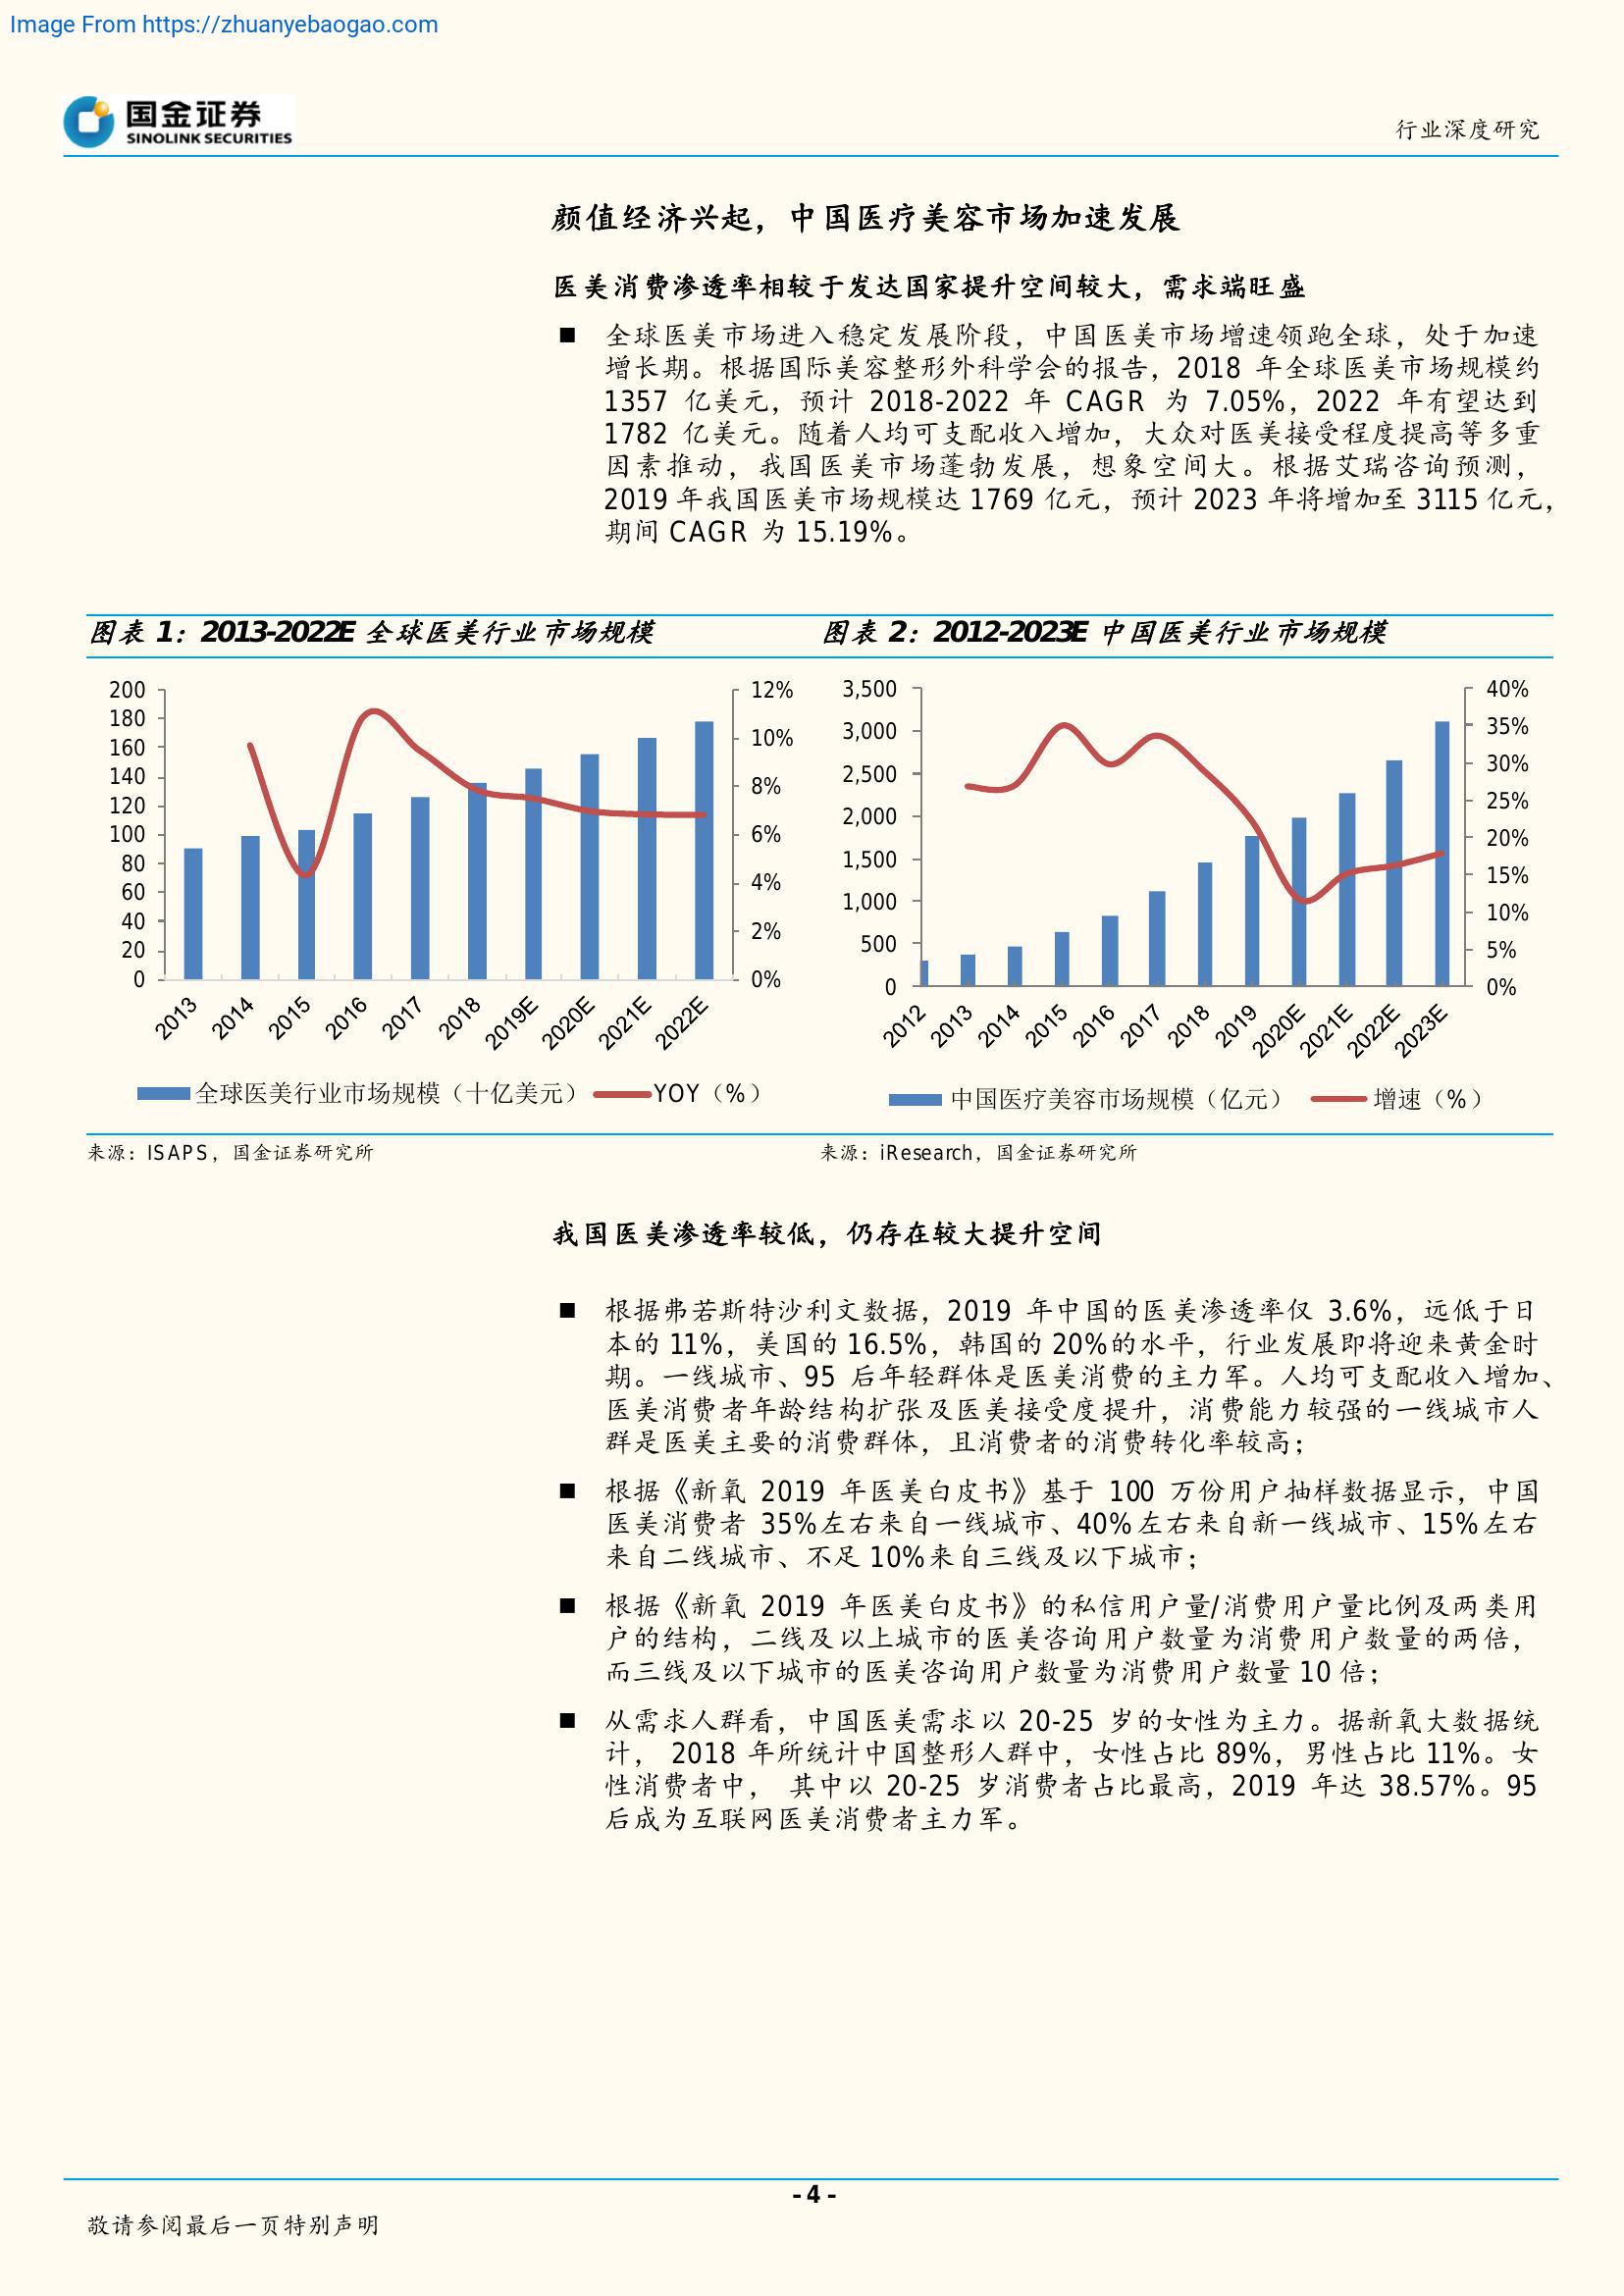 Image From https://zhuanyebaogao.com
国金证券
SINOLINK SECURITIES
行业深度研究
颜值经济兴起，中国医疗美容市场加速发展
医美消费渗透率相较于发达国家提升空间较大，需求端旺盛
■ 全球医美市场进入稳定发展阶段，中国医美市场增速领跑全球，处于加速
增长期。根据国际美容整形外科学会的报告，2018 年全球医美市场规模约
1357 亿美元，预计 2018-2022 年 CAGR 为 7.05%，2022 年有望达到
1782 亿美元。随着人均可支配收入增加，大众对医美接受程度提高等多重
因素推动，我国医美市场蓬勃发展，想象空间大。根据艾瑞咨询预测，
2019 年我国医美市场规模达 1769 亿元，预计 2023 年将增加至 3115 亿元，
期间 CAGR 为 15.19%。
图表 1：2013-2022E 全球医美行业市场规模
200
180
160
140
120
100
80
60
40
20
0
12%
10%
8%
6%
4%
2%
0%
2013
2014
2015
2016
2017
2018
2019E
2020E
2021E
2022E
全球医美行业市场规模（十亿美元）
YOY（%）
来源：ISAPS，国金证券研究所
图表 2：2012-2023E 中国医美行业市场规模
3,500
3,000
2,500
2,000
1,500
1,000
500
0
40%
35%
30%
25%
20%
15%
10%
5%
0%
2012
2013
2014
2015
2016
2017
2018
2019
2020E
2021E
2022E
2023E
中国医疗美容市场规模（亿元）
增速（%）
来源：iResearch，国金证券研究所
我国医美渗透率较低，仍存在较大提升空间
■ 根据弗若斯特沙利文数据，2019 年中国的医美渗透率仅 3.6%，远低于日
本的 11%，美国的 16.5%，韩国的 20%的水平，行业发展即将迎来黄金时
期。一线城市、95 后年轻群体是医美消费的主力军。人均可支配收入增加、
医美消费者年龄结构扩张及医美接受度提升，消费能力较强的一线城市人
群是医美主要的消费群体，且消费者的消费转化率较高；
■ 根据《新氧 2019 年医美白皮书》基于 100 万份用户抽样数据显示，中国
医美消费者 35%左右来自一线城市、40%左右来自新一线城市、15%左右
来自二线城市、不足 10%来自三线及以下城市；
■ 根据《新氧 2019 年医美白皮书》的私信用户量/消费用户量比例及两类用
户的结构，二线及以上城市的医美咨询用户数量为消费用户数量的两倍，
而三线及以下城市的医美咨询用户数量为消费用户数量 10 倍；
■ 从需求人群看，中国医美需求以 20-25 岁的女性为主力。据新氧大数据统
计， 2018 年所统计中国整形人群中，女性占比 89%，男性占比 11%。女
性消费者中， 其中以 20-25 岁消费者占比最高，2019 年达 38.57%。95
后成为互联网医美消费者主力军。
- 4 -
敬请参阅最后一页特别声明